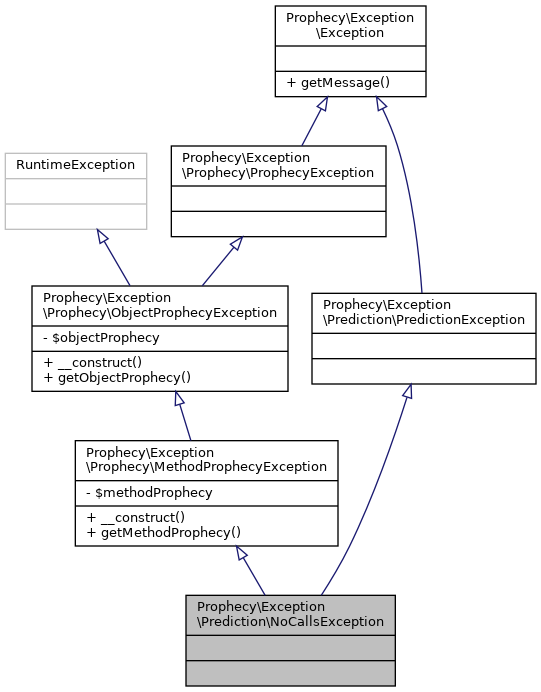 Prophecy\Exception
\Exception
+ getMessage()
RuntimeException
Prophecy\Exception
\Prophecy\ProphecyException
Prophecy\Exception
\Prophecy\ObjectProphecyException
- $objectProphecy
+ __construct()
+ getObjectProphecy()
Prophecy\Exception
\Prediction\PredictionException
Prophecy\Exception
\Prophecy\MethodProphecyException
- $methodProphecy
+ __construct()
+ getMethodProphecy()
Prophecy\Exception
\Prediction\NoCallsException